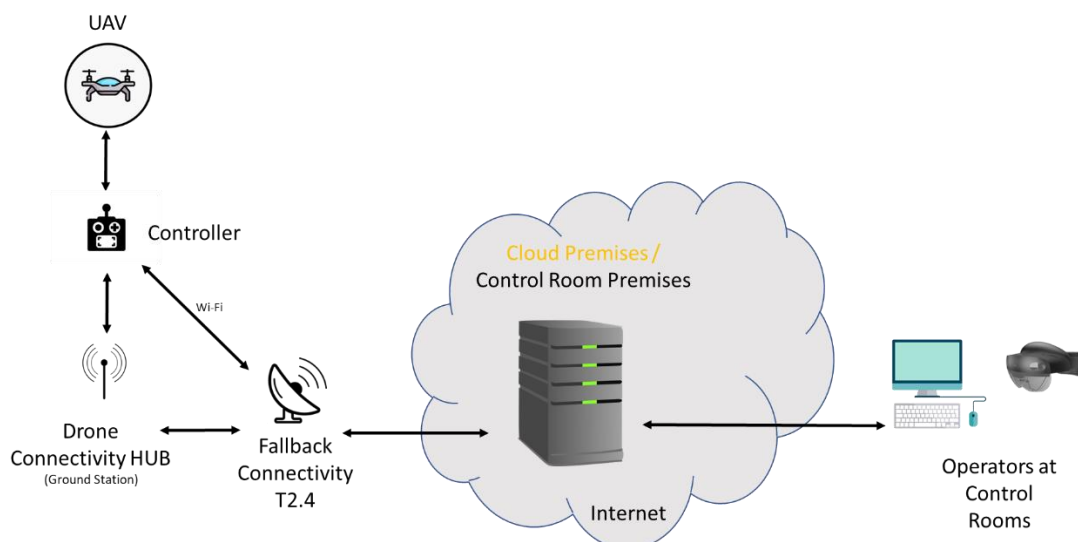 UAV
Controller
Wi-Fi
Drone
Connectivity HUB
(Ground Station)
Fallback
Connectivity
T2.4
Cloud Premises /
Control Room Premises
Internet
Operators at
Control
Rooms